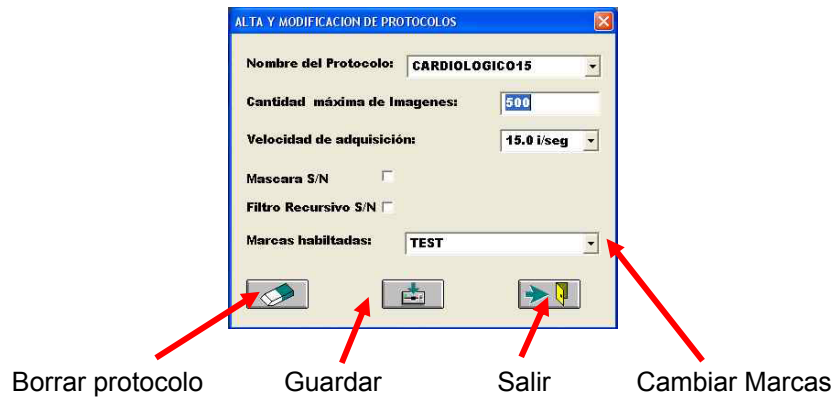 ALTA Y MODIFICACION DE PROTOCOLOS
Nombre del Protocolo: CARDIOLOGICO15
Cantidad máxima de Imagenes: 500
Velocidad de adquisición: 15.0 i/seg
Mascara S/N
Filtro Recursivo S/N
Marcas habiltadas: TEST
Borrar protocolo Guardar Salir Cambiar Marcas